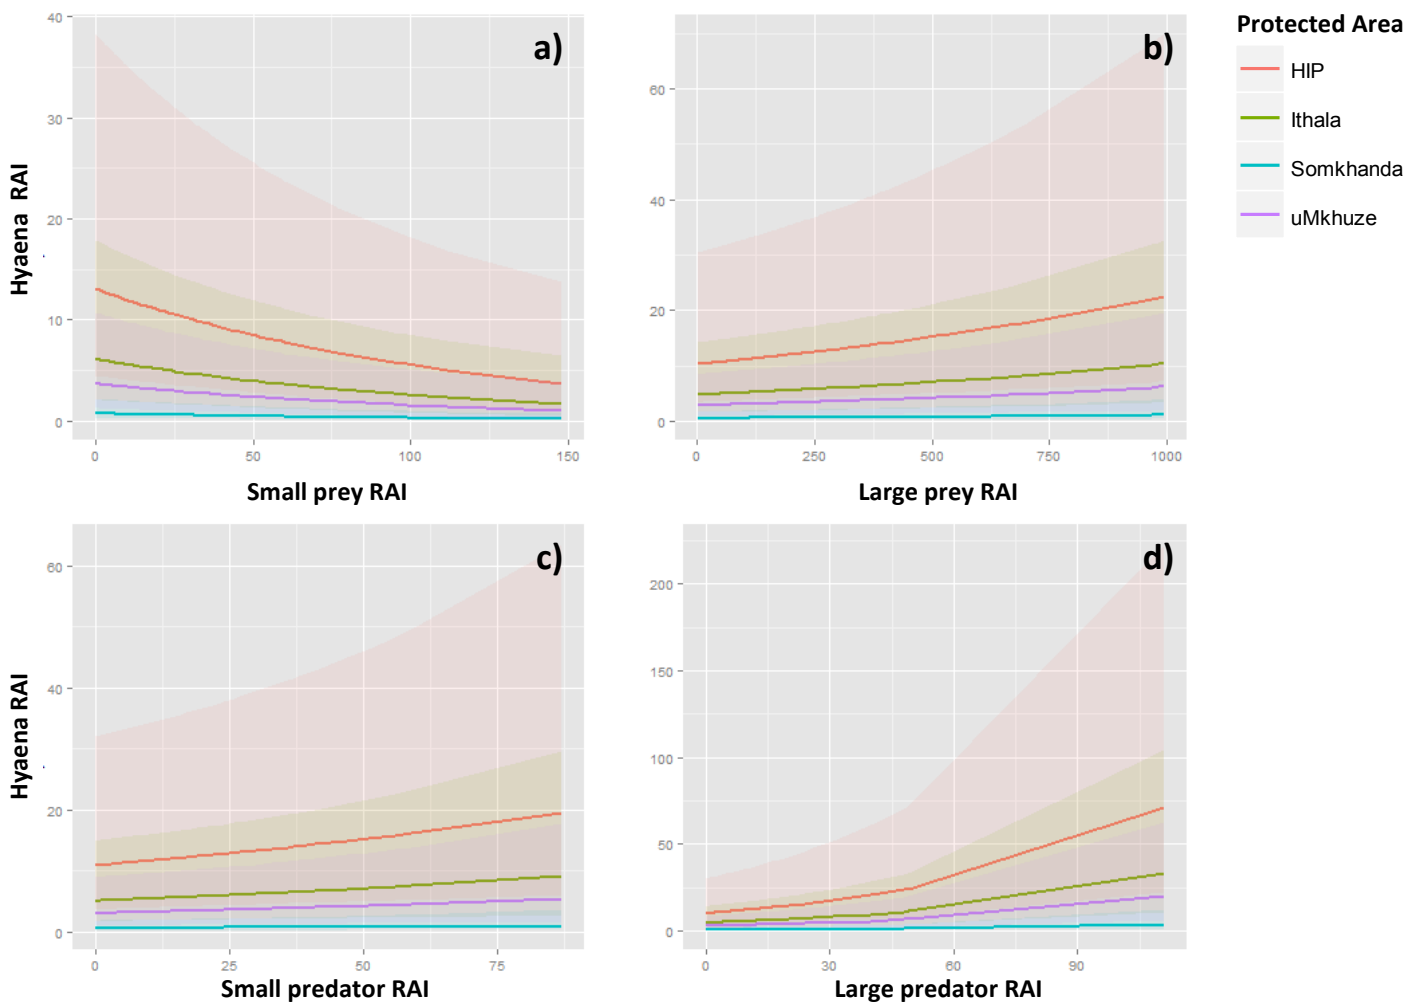 a)
40
30
20
10
0
Hyaena RAI
0 50 100 150
Small prey RAI
b)
60
40
20
0
0 250 500 750 1000
Large prey RAI
Protected Area
HIP
Ithala
Somkhanda
uMkhuze
c)
60
40
20
0
Hyaena RAI
0 25 50 75
Small predator RAI
d)
200
150
100
50
0
0 30 60 90
Large predator RAI